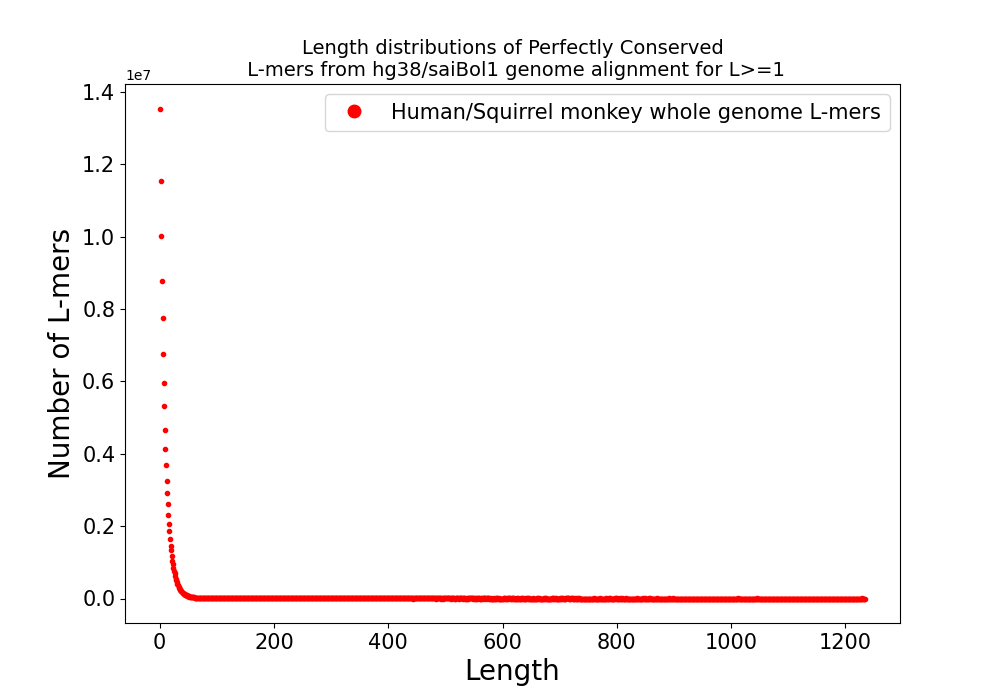 Length distributions of Perfectly Conserved
L-mers from hg38/saiBol1 genome alignment for L>=1
1e7
Human/Squirrel monkey whole genome L-mers
1.4
1.2
1.0
0.8
0.6
0.4
0.2
0.0
Number of L-mers
0 200 400 600 800 1000 1200
Length